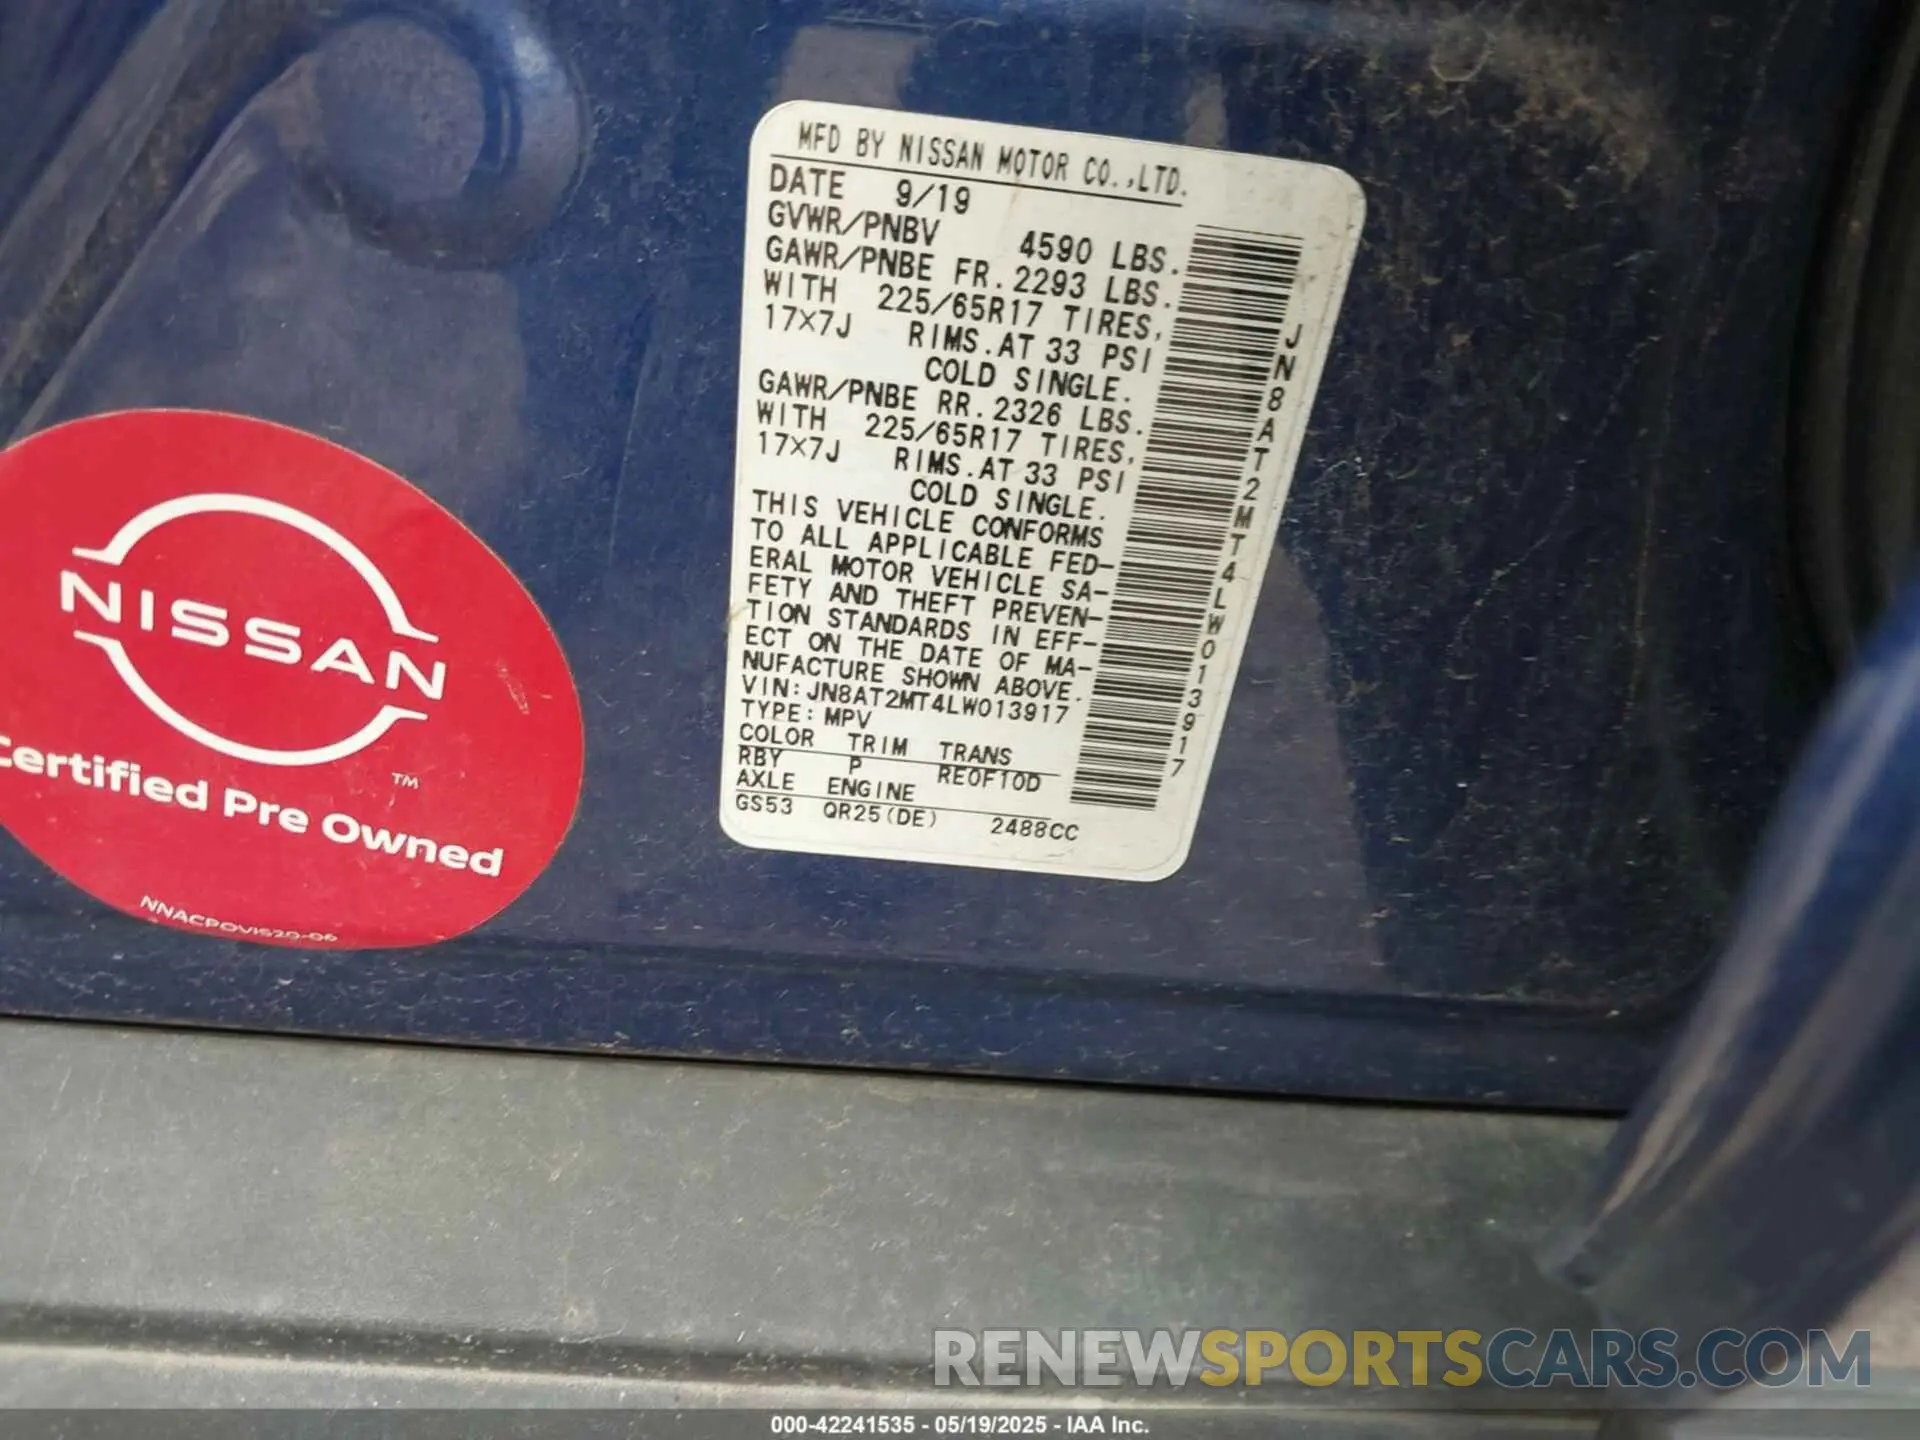 MFD BY NISSAN MOTOR CO.,LTD.
DATE 9/19
GVWR/PNBV 4590 LBS.
GAWR/PNBE FR. 2293 LBS.
WITH 225/65R17 TIRES,
17X7J RIMS. AT 33 PSI
COLD SINGLE.
GAWR/PNBE RR. 2326 LBS.
WITH 225/65R17 TIRES,
17X7J RIMS. AT 33 PSI
COLD SINGLE.
THIS VEHICLE CONFORMS
TO ALL APPLICABLE FED-
ERAL MOTOR VEHICLE SA-
FETY AND THEFT PREVEN-
TION STANDARDS IN EFF-
ECT ON THE DATE OF MA-
NUFACTURE SHOWN ABOVE.
VIN: JN8AT2MT4LW013917
TYPE: MPV
COLOR TRIM TRANS
RBY P RE0F10D
AXLE ENGINE
GS53 QR25(DE) 2488CC
JN8AT2MT4LW013917
NISSAN
TM
Certified Pre Owned
NNACPOVIS20-06
RENEWSPORTSCARS.COM
000-42241535 - 05/19/2025 - IAA Inc.